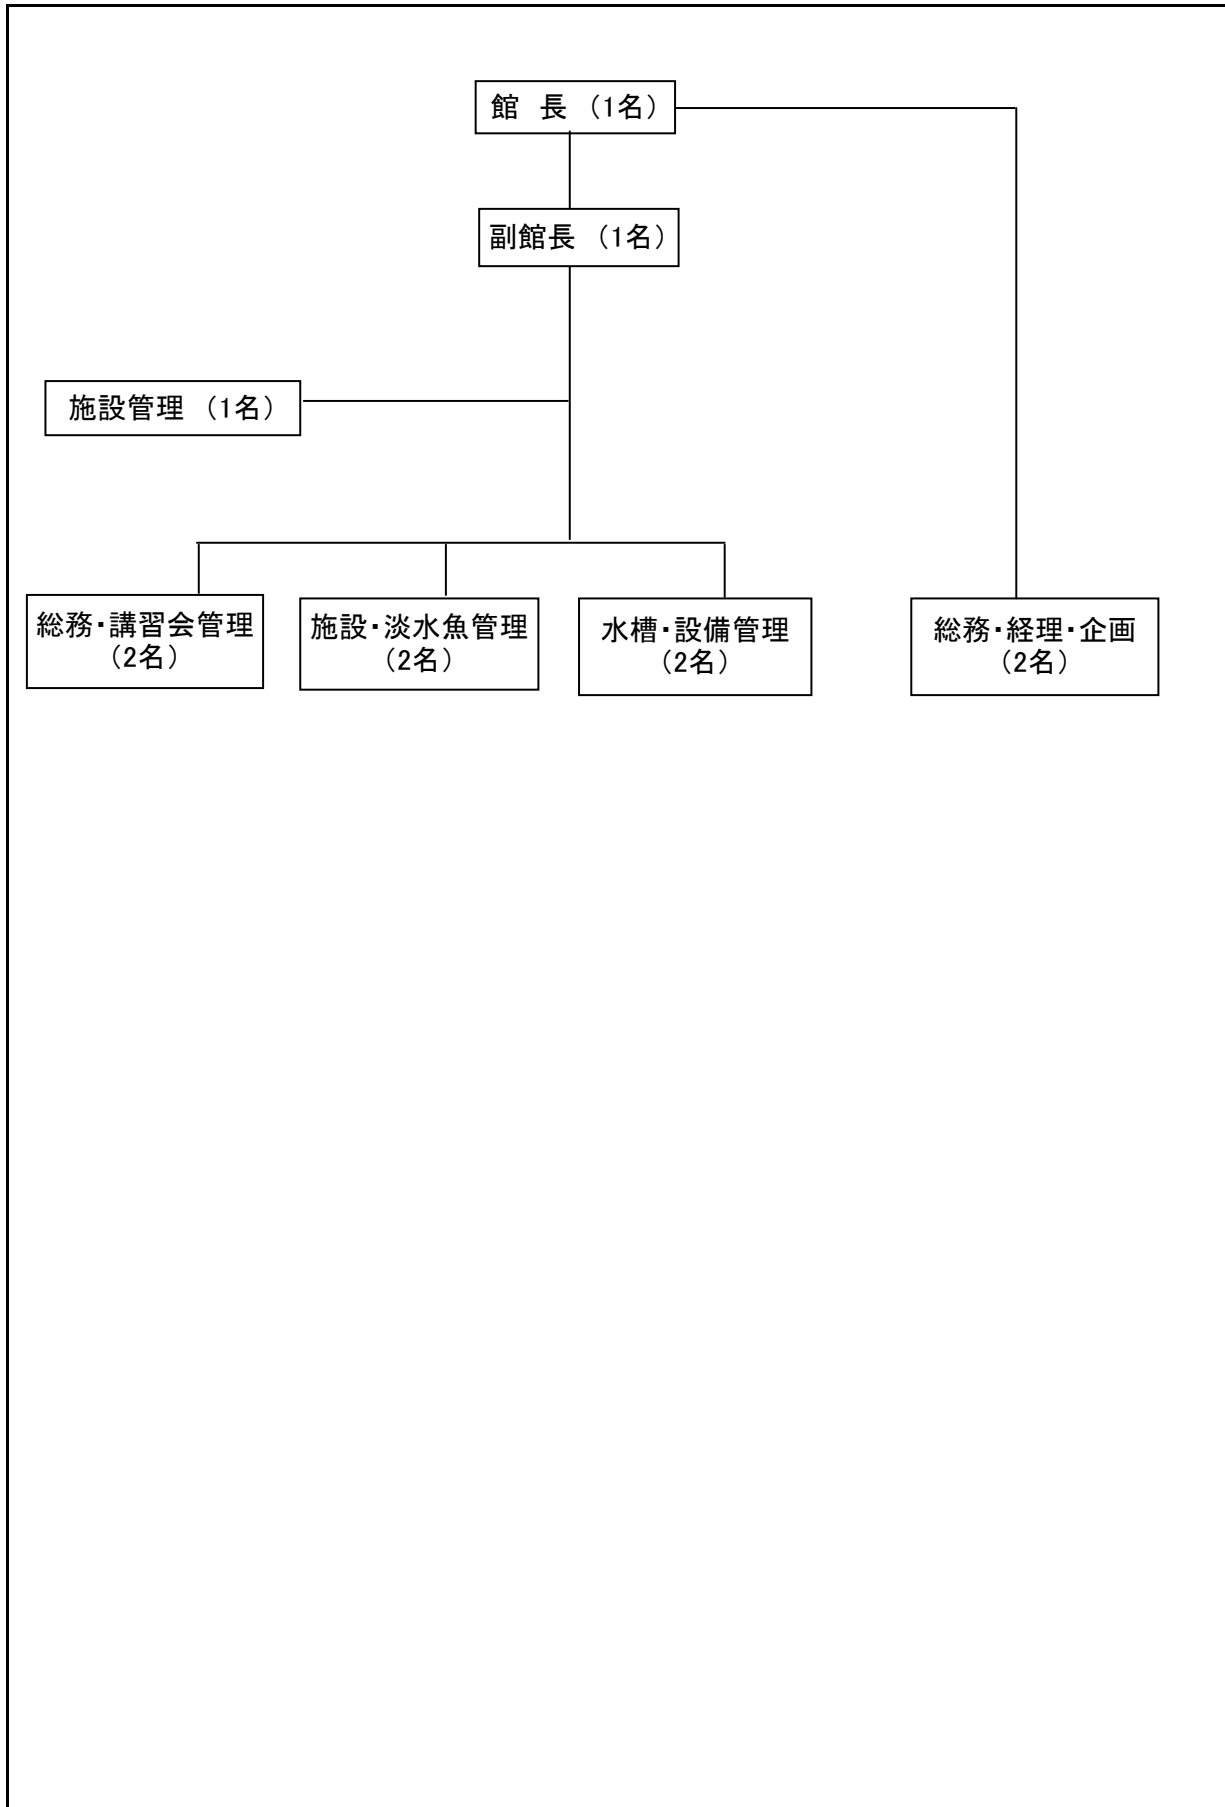 館　長 （1名）
副館長 （1名）
施設管理 （1名）
総務・講習会管理
（2名）
施設・淡水魚管理
（2名）
水槽・設備管理
（2名）
総務・経理・企画
（2名）